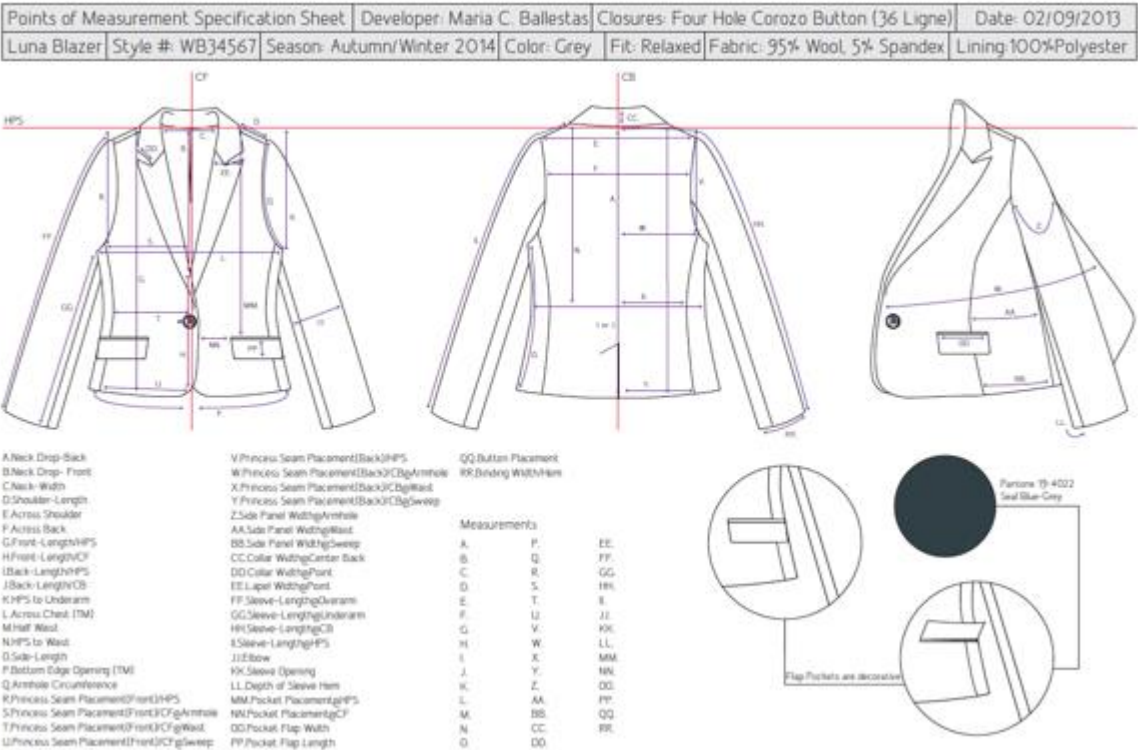 Points of Measurement Specification Sheet Developer: Maria C. Ballestas Closures: Four Hole Corozo Button (36 Ligne) Date: 02/09/2013
Luna Blazer Style #: WB34567 Season: Autumn/Winter 2014 Color: Grey Fit: Relaxed Fabric: 95% Wool, 5% Spandex Lining:100%Polyester
CF
CB
HPS
A.Neck Drop-Back
B.Neck Drop- Front
C.Neck- Width
D.Shoulder-Length
E.Across Shoulder
F.Across Back
G.Front-Length/HPS
H.Front-Length/CF
I.Back-Length/HPS
J.Back-Length/CB
K.HPS to Underarm
L.Across Chest (TM)
M.Half Waist
N.HPS to Waist
O.Side-Length
P.Bottom Edge Opening (TM)
Q.Armhole Circumference
R.Princess Seam Placement(Front)/HPS
S.Princess Seam Placement(Front)/CF@Armhole
T.Princess Seam Placement(Front)/CF@Waist
U.Princess Seam Placement(Front)/CF@Sweep
V.Princess Seam Placement(Back)/HPS
W.Princess Seam Placement(Back)/CB@Armhole
X.Princess Seam Placement(Back)/CB@Waist
Y.Princess Seam Placement(Back)/CB@Sweep
Z.Side Panel Width@Armhole
AA.Side Panel Width@Waist
BB.Side Panel Width@Sweep
CC.Collar Width@Center Back
DD.Collar Width@Point
EE.Lapel Width@Point
FF.Sleeve-Length@Overarm
GG.Sleeve-Length@Underarm
HH.Sleeve-Length@CB
II.Sleeve-Length@HPS
JJ.Elbow
KK.Sleeve Opening
LL.Depth of Sleeve Hem
MM.Pocket Placement@HPS
NN.Pocket Placement@CF
OO.Pocket Flap Width
PP.Pocket Flap Length
QQ.Button Placement
RR.Binding Width/Hem
Measurements
A. P. EE.
B. Q. FF.
C. R. GG.
D. S. HH.
E. T. II.
F. U. JJ.
G. V. KK.
H. W. LL.
I. X. MM.
J. Y. NN.
K. Z. OO.
L. AA. PP.
M. BB. QQ.
N. CC. RR.
O. DD.
Pantone 19-4022
Seal Blue-Grey
Flap Pockets are decorative